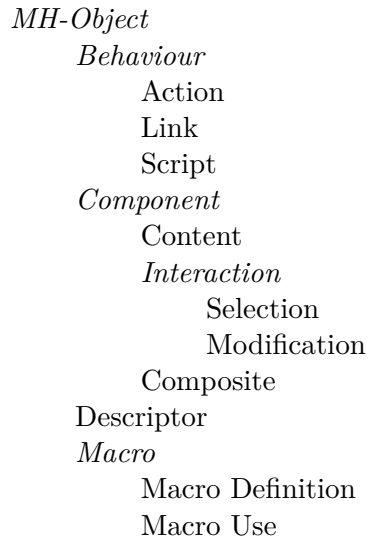 MH-Object
Behaviour
Action
Link
Script
Component
Content
Interaction
Selection
Modification
Composite
Descriptor
Macro
Macro Definition
Macro Use